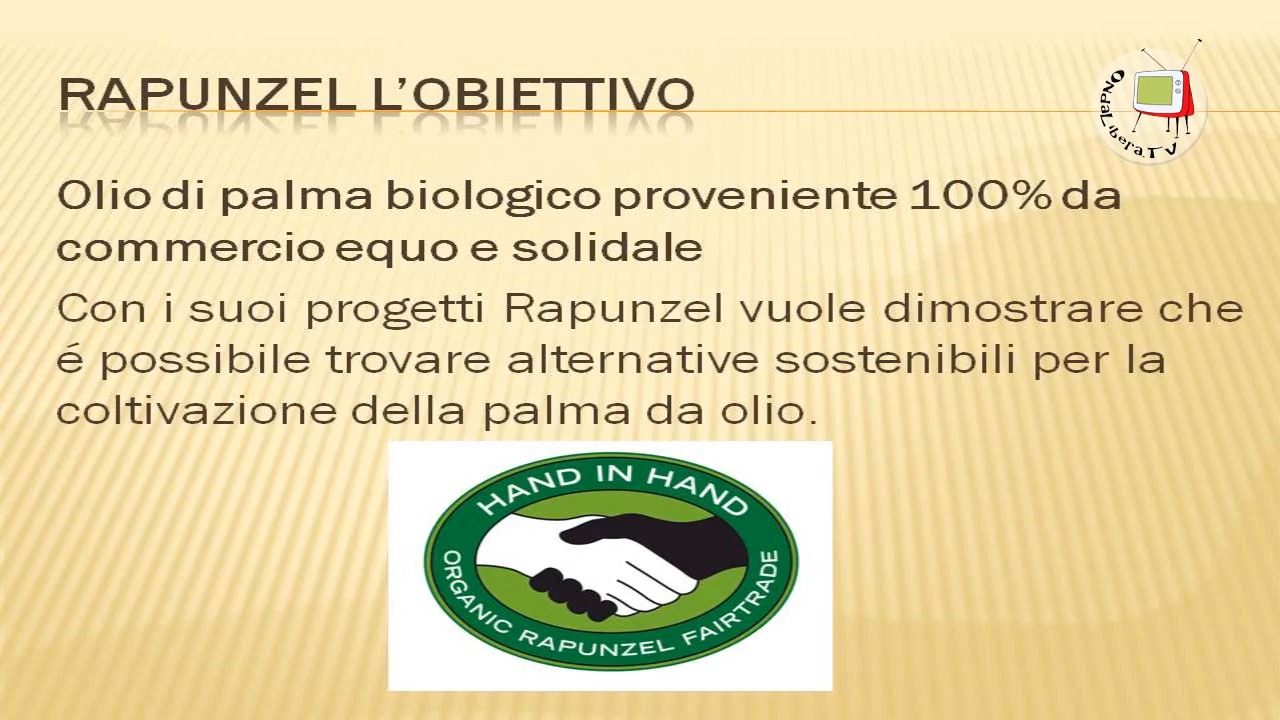 RAPUNZEL L’OBIETTIVO
OndaLibera.TV
Olio di palma biologico proveniente 100% da
commercio equo e solidale
Con i suoi progetti Rapunzel vuole dimostrare che
é possibile trovare alternative sostenibili per la
coltivazione della palma da olio.
HAND IN HAND
ORGANIC RAPUNZEL FAIRTRADE